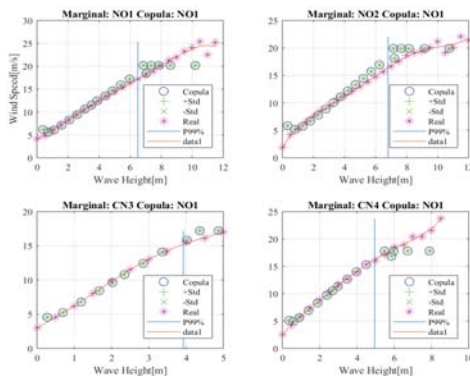 Marginal: NO1 Copula: NO1
30
25
20
15
10
5
0
Wind Speed[m/s]
0 2 4 6 8 10 12
Wave Height[m]
Copula
+Std
-Std
Real
P99%
data1
Marginal: NO2 Copula: NO1
25
20
15
10
5
0
0 2 4 6 8 10 12
Wave Height[m]
Copula
+Std
-Std
Real
P99%
data1
Marginal: CN3 Copula: NO1
20
15
10
5
0
0 1 2 3 4 5
Wave Height[m]
Copula
+Std
-Std
Real
P99%
data1
Marginal: CN4 Copula: NO1
25
20
15
10
5
0
0 2 4 6 8 10
Wave Height[m]
Copula
+Std
-Std
Real
P99%
data1